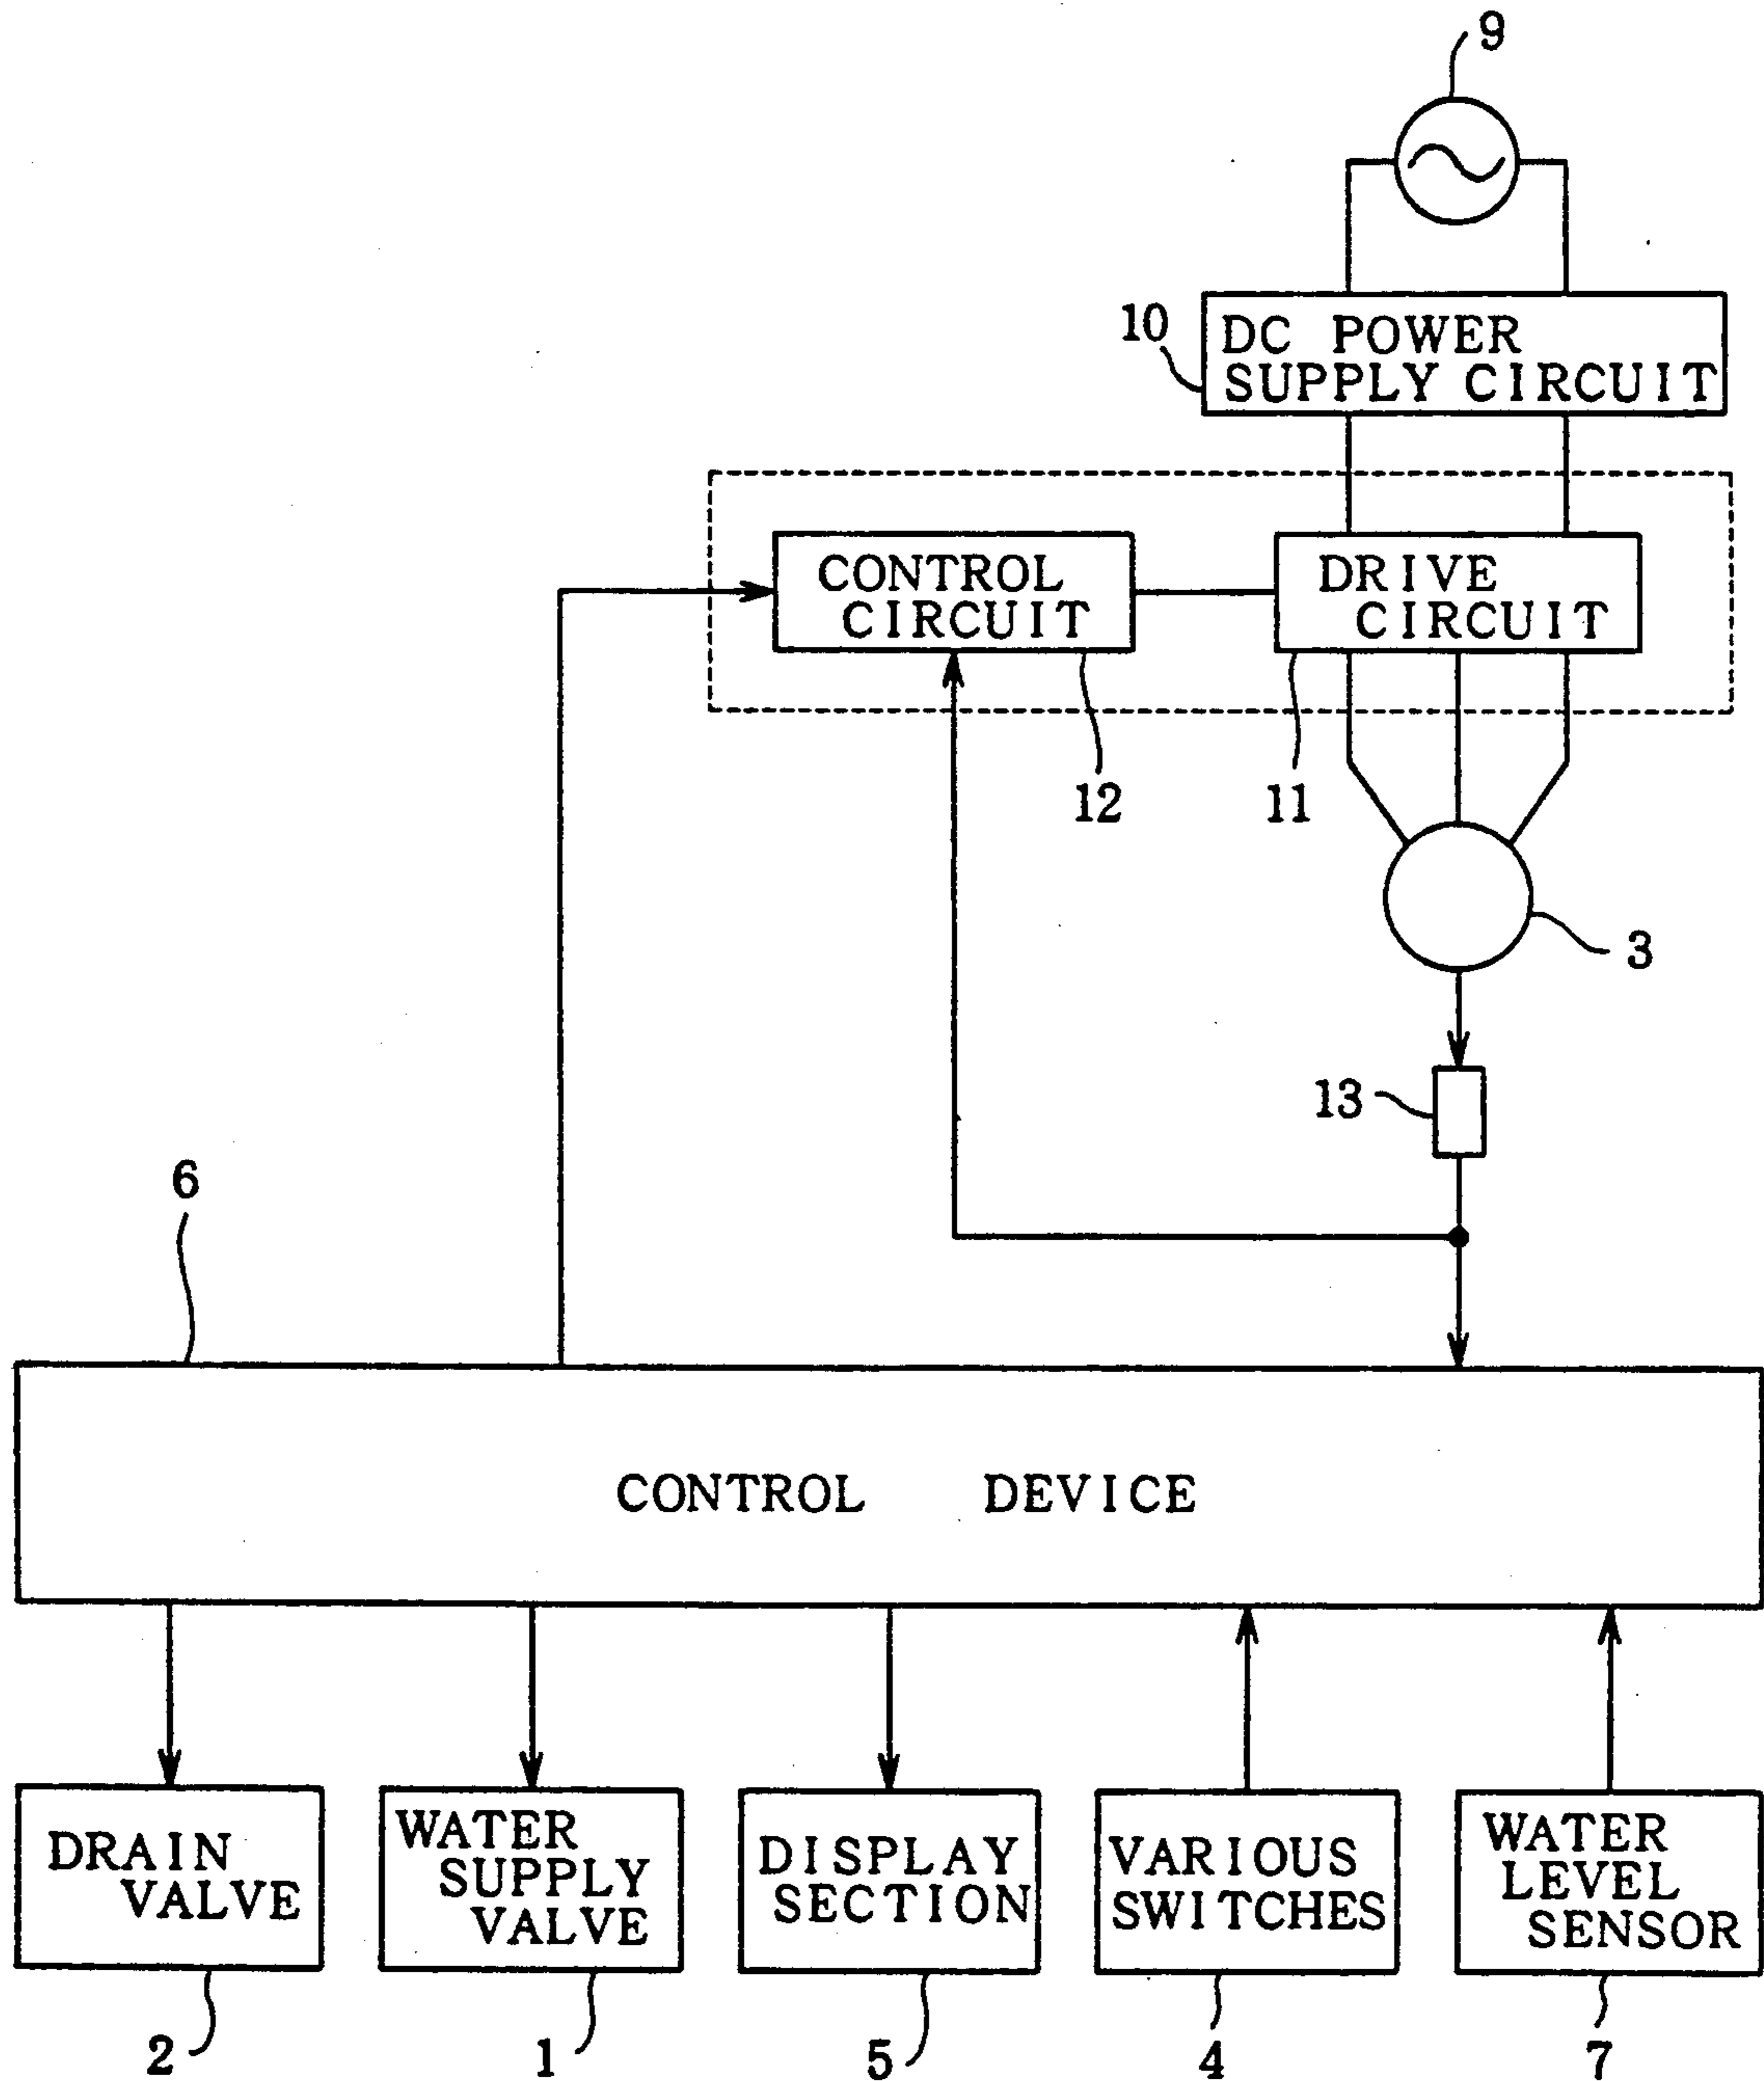 9
10
DC POWER
SUPPLY CIRCUIT
CONTROL
CIRCUIT
DRIVE
CIRCUIT
12
11
3
13
6
CONTROL DEVICE
DRAIN
VALVE
WATER
SUPPLY
VALVE
DISPLAY
SECTION
VARIOUS
SWITCHES
WATER
LEVEL
SENSOR
2
1
5
4
7